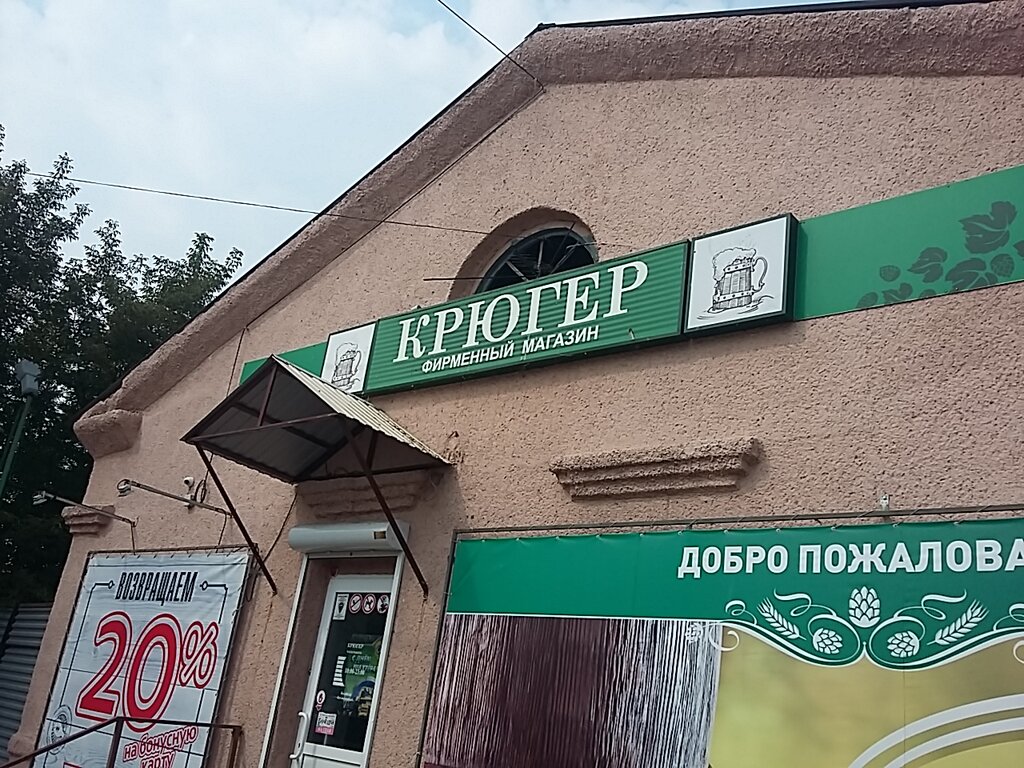 КРЮГЕР
ФИРМЕННЫЙ МАГАЗИН
ДОБРО ПОЖАЛОВА
ВОЗВРАЩАЕМ
20%
на бонусную
карту